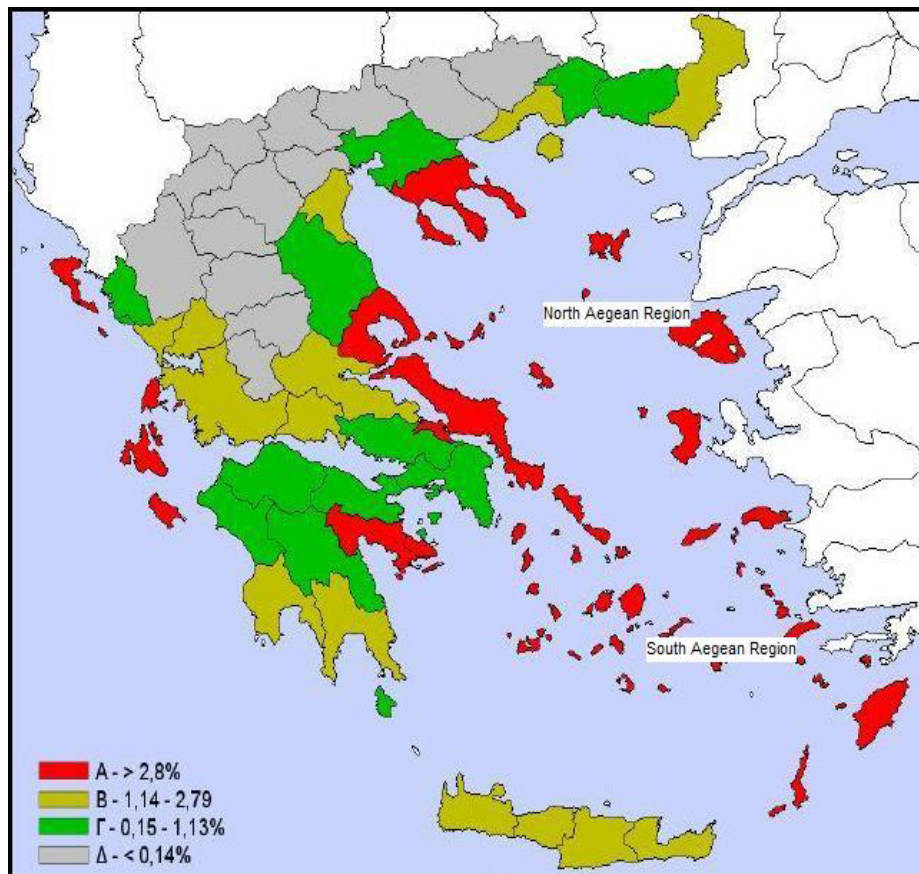 North Aegean Region
South Aegean Region
Α - > 2,8%
Β - 1,14 - 2,79
Γ - 0,15 - 1,13%
Δ - < 0,14%